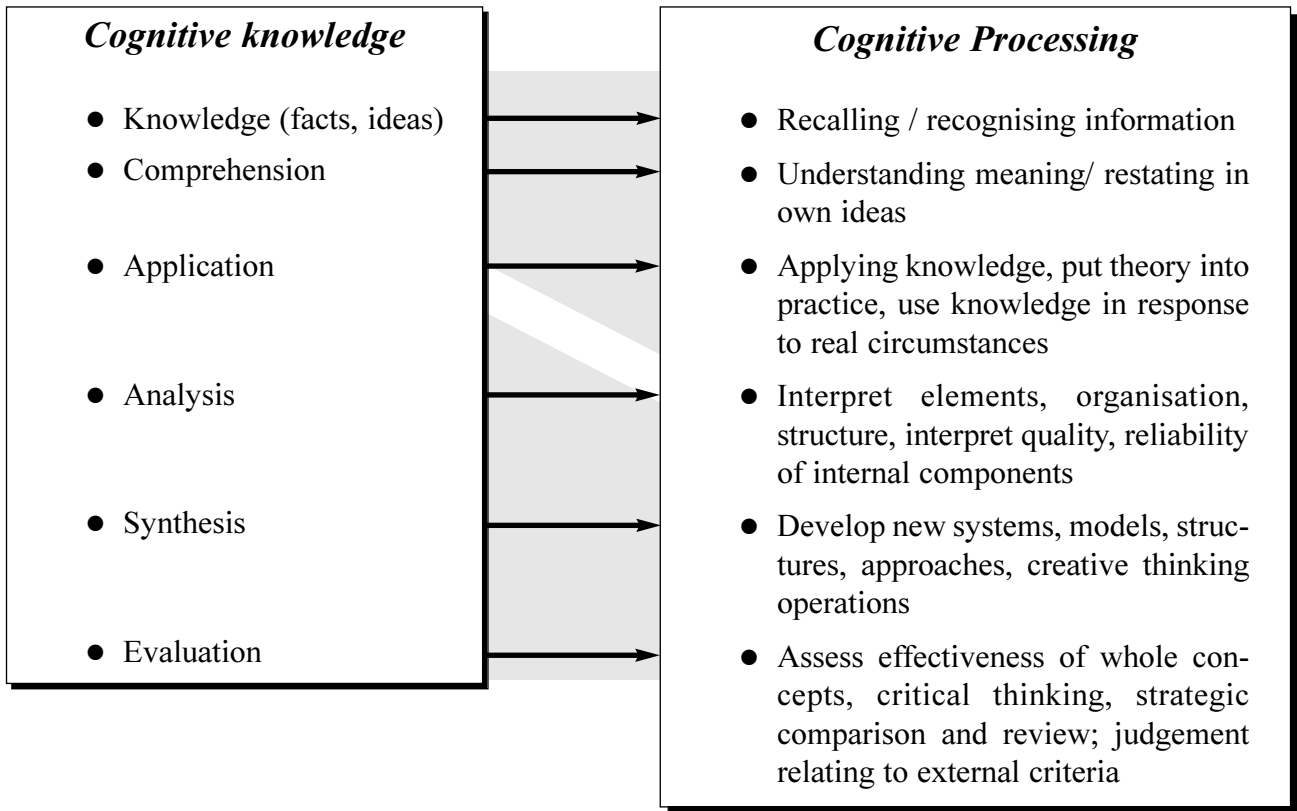 Cognitive knowledge
● Knowledge (facts, ideas)
● Comprehension
● Application
● Analysis
● Synthesis
● Evaluation
Cognitive Processing
● Recalling / recognising information
● Understanding meaning/ restating in
own ideas
● Applying knowledge, put theory into
practice, use knowledge in response
to real circumstances
● Interpret elements, organisation,
structure, interpret quality, reliability
of internal components
● Develop new systems, models, struc-
tures, approaches, creative thinking
operations
● Assess effectiveness of whole con-
cepts, critical thinking, strategic
comparison and review; judgement
relating to external criteria